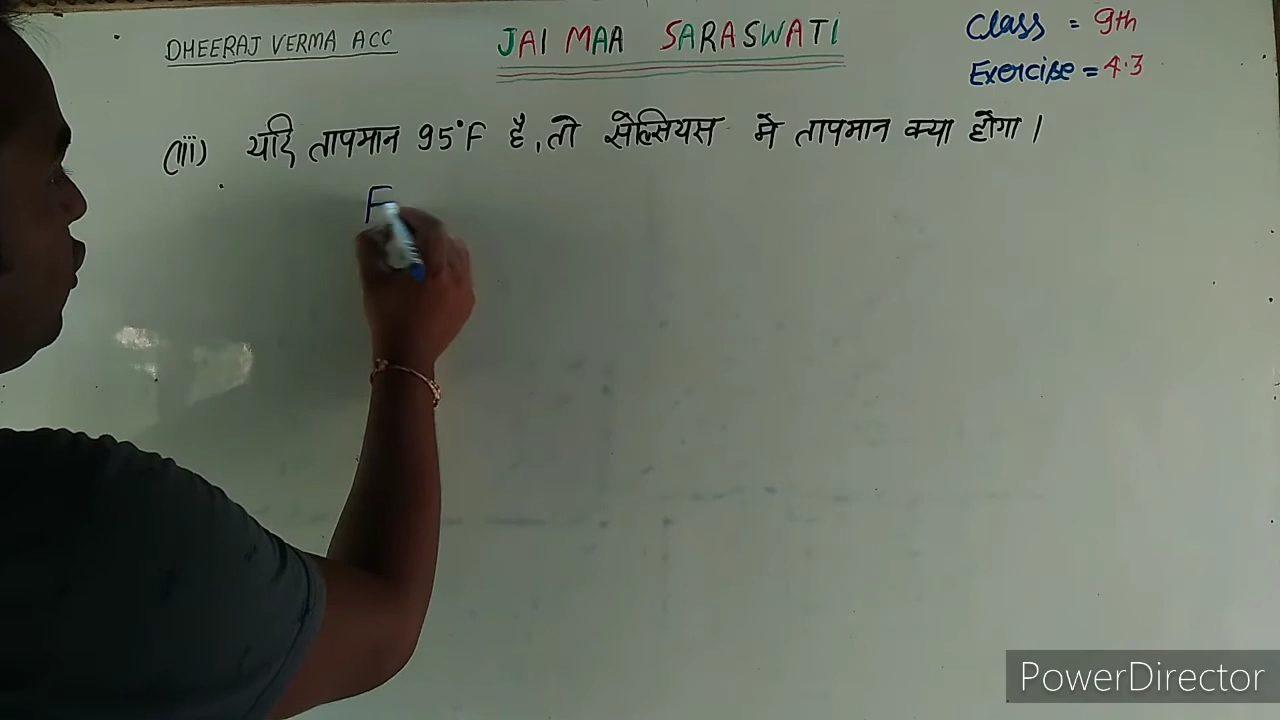 DHEERAJ VERMA ACC
JAI MAA SARASWATI
Class = 9th
Exercise = 4.3
(iii) यदि तापमान 95°F है, तो सेल्सियस मे तापमान क्या होगा।
F
PowerDirector